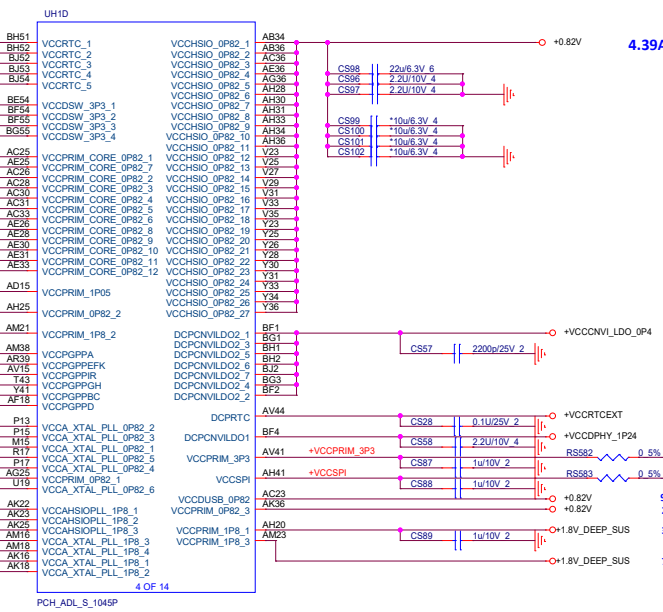 UH1D
BH51 VCCRTC_1 VCCHSIO_0P82_1 AB34 +0.82V 4.39A
BH52 VCCRTC_2 VCCHSIO_0P82_2 AB36
BJ52 VCCRTC_3 VCCHSIO_0P82_3 AC36
BJ53 VCCRTC_4 VCCHSIO_0P82_4 AE36 CS98 22u/6.3V_6
BJ54 VCCRTC_5 VCCHSIO_0P82_5 AG36 CS96 2.2U/10V_4
VCCHSIO_0P82_6 AH28 CS97 2.2U/10V_4
BE54 VCCDSW_3P3_1 VCCHSIO_0P82_7 AH30
BF54 VCCDSW_3P3_2 VCCHSIO_0P82_8 AH31
BF55 VCCDSW_3P3_3 VCCHSIO_0P82_9 AH33 CS99 *10u/6.3V_4
BG55 VCCDSW_3P3_4 VCCHSIO_0P82_10 AH34 CS100 *10u/6.3V_4
VCCHSIO_0P82_11 AH36 CS101 *10u/6.3V_4
AC25 VCCPRIM_CORE_0P82_1 VCCHSIO_0P82_12 V23 CS102 *10u/6.3V_4
AE25 VCCPRIM_CORE_0P82_7 VCCHSIO_0P82_13 V25
AC26 VCCPRIM_CORE_0P82_2 VCCHSIO_0P82_14 V27
AC28 VCCPRIM_CORE_0P82_3 VCCHSIO_0P82_15 V29
AC30 VCCPRIM_CORE_0P82_4 VCCHSIO_0P82_16 V31
AC31 VCCPRIM_CORE_0P82_5 VCCHSIO_0P82_17 V33
AC33 VCCPRIM_CORE_0P82_6 VCCHSIO_0P82_18 V35
AE26 VCCPRIM_CORE_0P82_8 VCCHSIO_0P82_19 Y23
AE28 VCCPRIM_CORE_0P82_9 VCCHSIO_0P82_20 Y25
AE30 VCCPRIM_CORE_0P82_10 VCCHSIO_0P82_21 Y26
AE31 VCCPRIM_CORE_0P82_11 VCCHSIO_0P82_22 Y28
AE33 VCCPRIM_CORE_0P82_12 VCCHSIO_0P82_23 Y30
VCCHSIO_0P82_24 Y31
AD15 VCCPRIM_1P05 VCCHSIO_0P82_25 Y33
VCCHSIO_0P82_26 Y34
AH25 VCCPRIM_0P82_2 VCCHSIO_0P82_27 Y36
AM21 VCCPRIM_1P8_2 DCPCNVILDO2_1 BF1 +VCCCNVI_LDO_0P4
DCPCNVILDO2_3 BG1
AM38 VCCPGPPA DCPCNVILDO2_5 BH1 CS57 2200p/25V_2
AR39 VCCPGPPEFK DCPCNVILDO2_6 BH2
AV15 VCCPGPPIR DCPCNVILDO2_7 BJ2
T43 VCCPGPPGH DCPCNVILDO2_4 BG3
Y41 VCCPGPPBC DCPCNVILDO2_2 BF2
AF18 VCCPGPPD
DCPRTC AV44 +VCCRTCEXT
P13 VCCA_XTAL_PLL_0P82_2 CS28 0.1U/25V_2
P15 VCCA_XTAL_PLL_0P82_3 DCPCNVILDO1 BF4 +VCCDPHY_1P24
M15 VCCA_XTAL_PLL_0P82_1 CS58 2.2U/10V_4
R17 VCCA_XTAL_PLL_0P82_5 VCCPRIM_3P3 AV41 +VCCPRIM_3P3 RS582 0_5%
P17 VCCA_XTAL_PLL_0P82_4 CS87 1u/10V_2
AG25 VCCPRIM_0P82_1 VCCSPI AH41 +VCCSPI RS583 0_5%
U19 VCCA_XTAL_PLL_0P82_6 CS88 1u/10V_2
VCCDUSB_0P82 AC23 +0.82V
AK22 VCCAHSIOPLL_1P8_1 VCCPRIM_0P82_3 AK36 +0.82V
AK23 VCCAHSIOPLL_1P8_2
AK25 VCCAHSIOPLL_1P8_3 VCCPRIM_1P8_1 AH20 +1.8V_DEEP_SUS
AM16 VCCA_XTAL_PLL_1P8_3 VCCPRIM_1P8_3 AM23 CS89 1u/10V_2
AM18 VCCA_XTAL_PLL_1P8_4
AK16 VCCA_XTAL_PLL_1P8_1 +1.8V_DEEP_SUS
AK18 VCCA_XTAL_PLL_1P8_2
4 OF 14
PCH_ADL_S_1045P